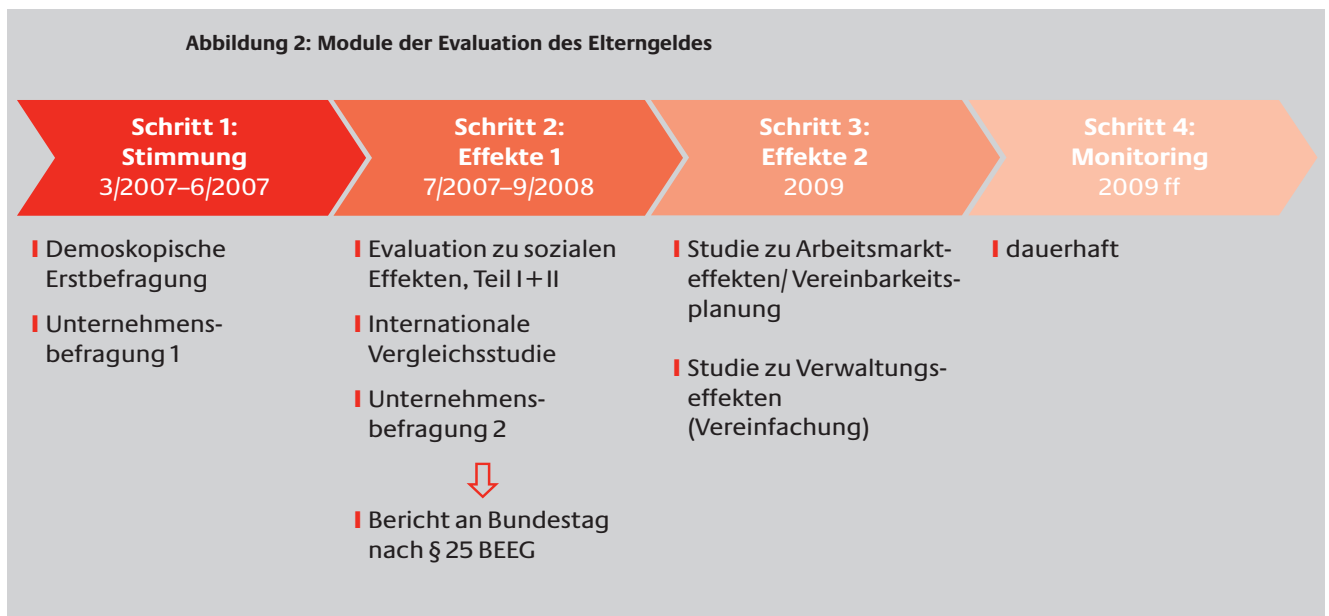 Abbildung 2: Module der Evaluation des Elterngeldes
Schritt 1:
Stimmung
3/2007–6/2007
Schritt 2:
Effekte 1
7/2007–9/2008
Schritt 3:
Effekte 2
2009
Schritt 4:
Monitoring
2009 ff
Demoskopische
Erstbefragung
Unternehmens-
befragung 1
Evaluation zu sozialen
Effekten, Teil I+II
Internationale
Vergleichsstudie
Unternehmens-
befragung 2
Bericht an Bundestag
nach § 25 BEEG
Studie zu Arbeitsmarkt-
effekten/ Vereinbarkeits-
planung
Studie zu Verwaltungs-
effekten
(Vereinfachung)
dauerhaft